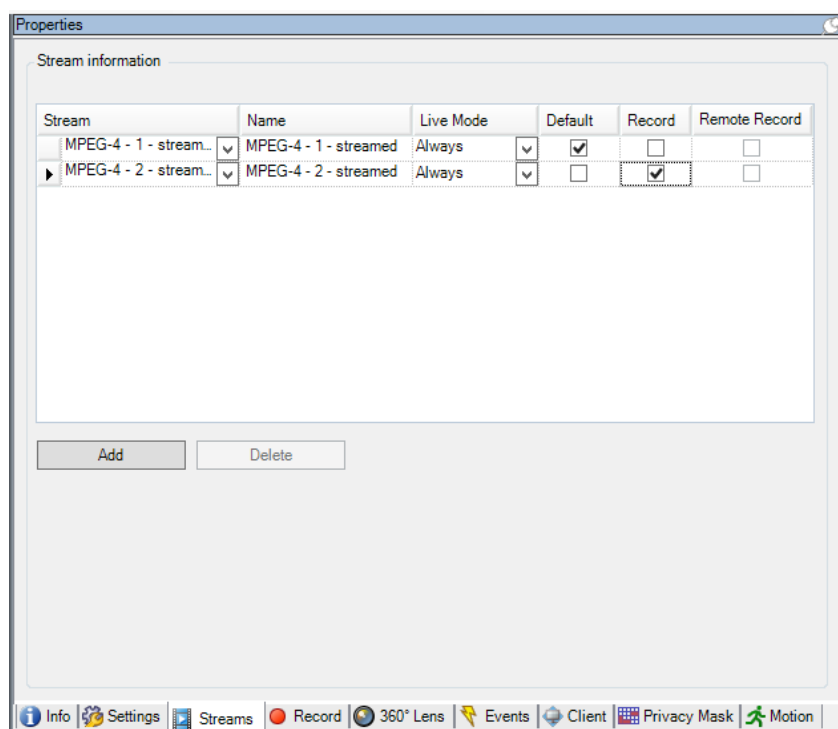 Properties
Stream information
Stream Name Live Mode Default Record Remote Record
MPEG-4 - 1 - stream... MPEG-4 - 1 - streamed Always
MPEG-4 - 2 - stream... MPEG-4 - 2 - streamed Always
Add Delete
Info Settings Streams Record 360° Lens Events Client Privacy Mask Motion